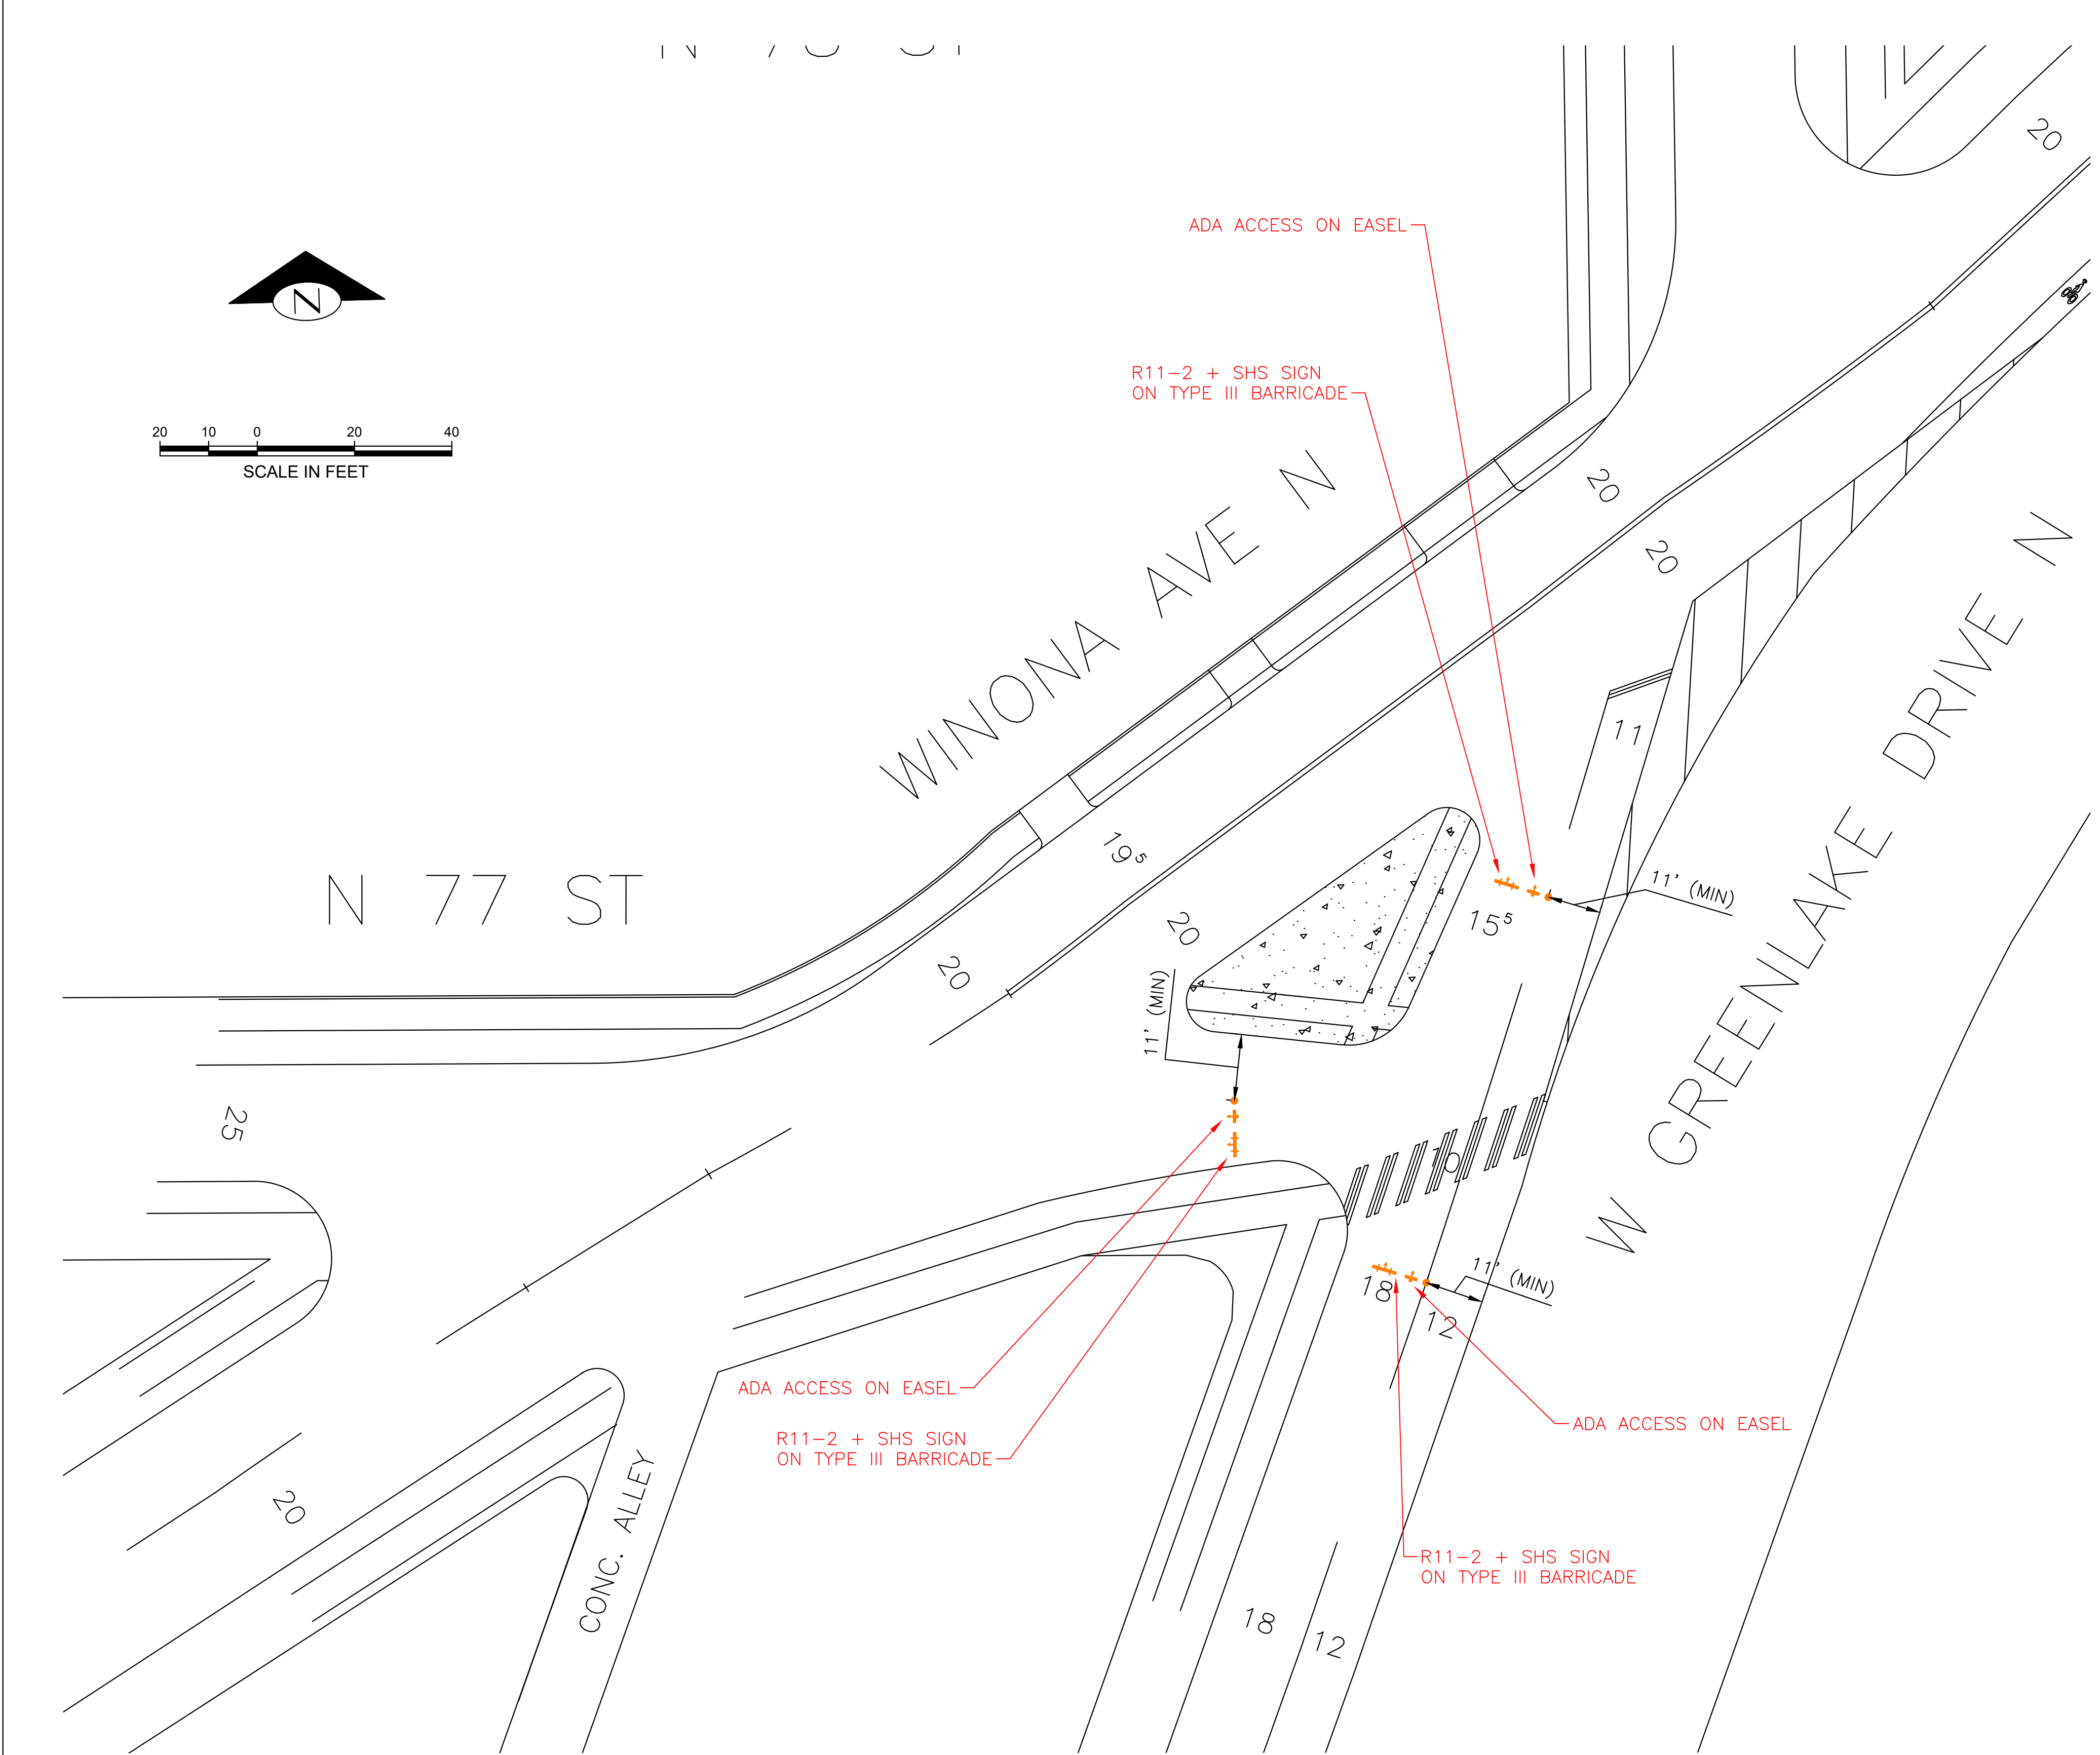 N
20 10 0 20 40
SCALE IN FEET
20
ADA ACCESS ON EASEL
R11-2 + SHS SIGN
ON TYPE III BARRICADE
WINONA AVE N
20
20
W GREENLAKE DRIVE N
11
N 77 ST
19⁵
20
20
15⁵
11' (MIN)
11' (MIN)
25
10
11' (MIN)
18
12
ADA ACCESS ON EASEL
R11-2 + SHS SIGN
ON TYPE III BARRICADE
ADA ACCESS ON EASEL
R11-2 + SHS SIGN
ON TYPE III BARRICADE
20
CONC. ALLEY
18
12